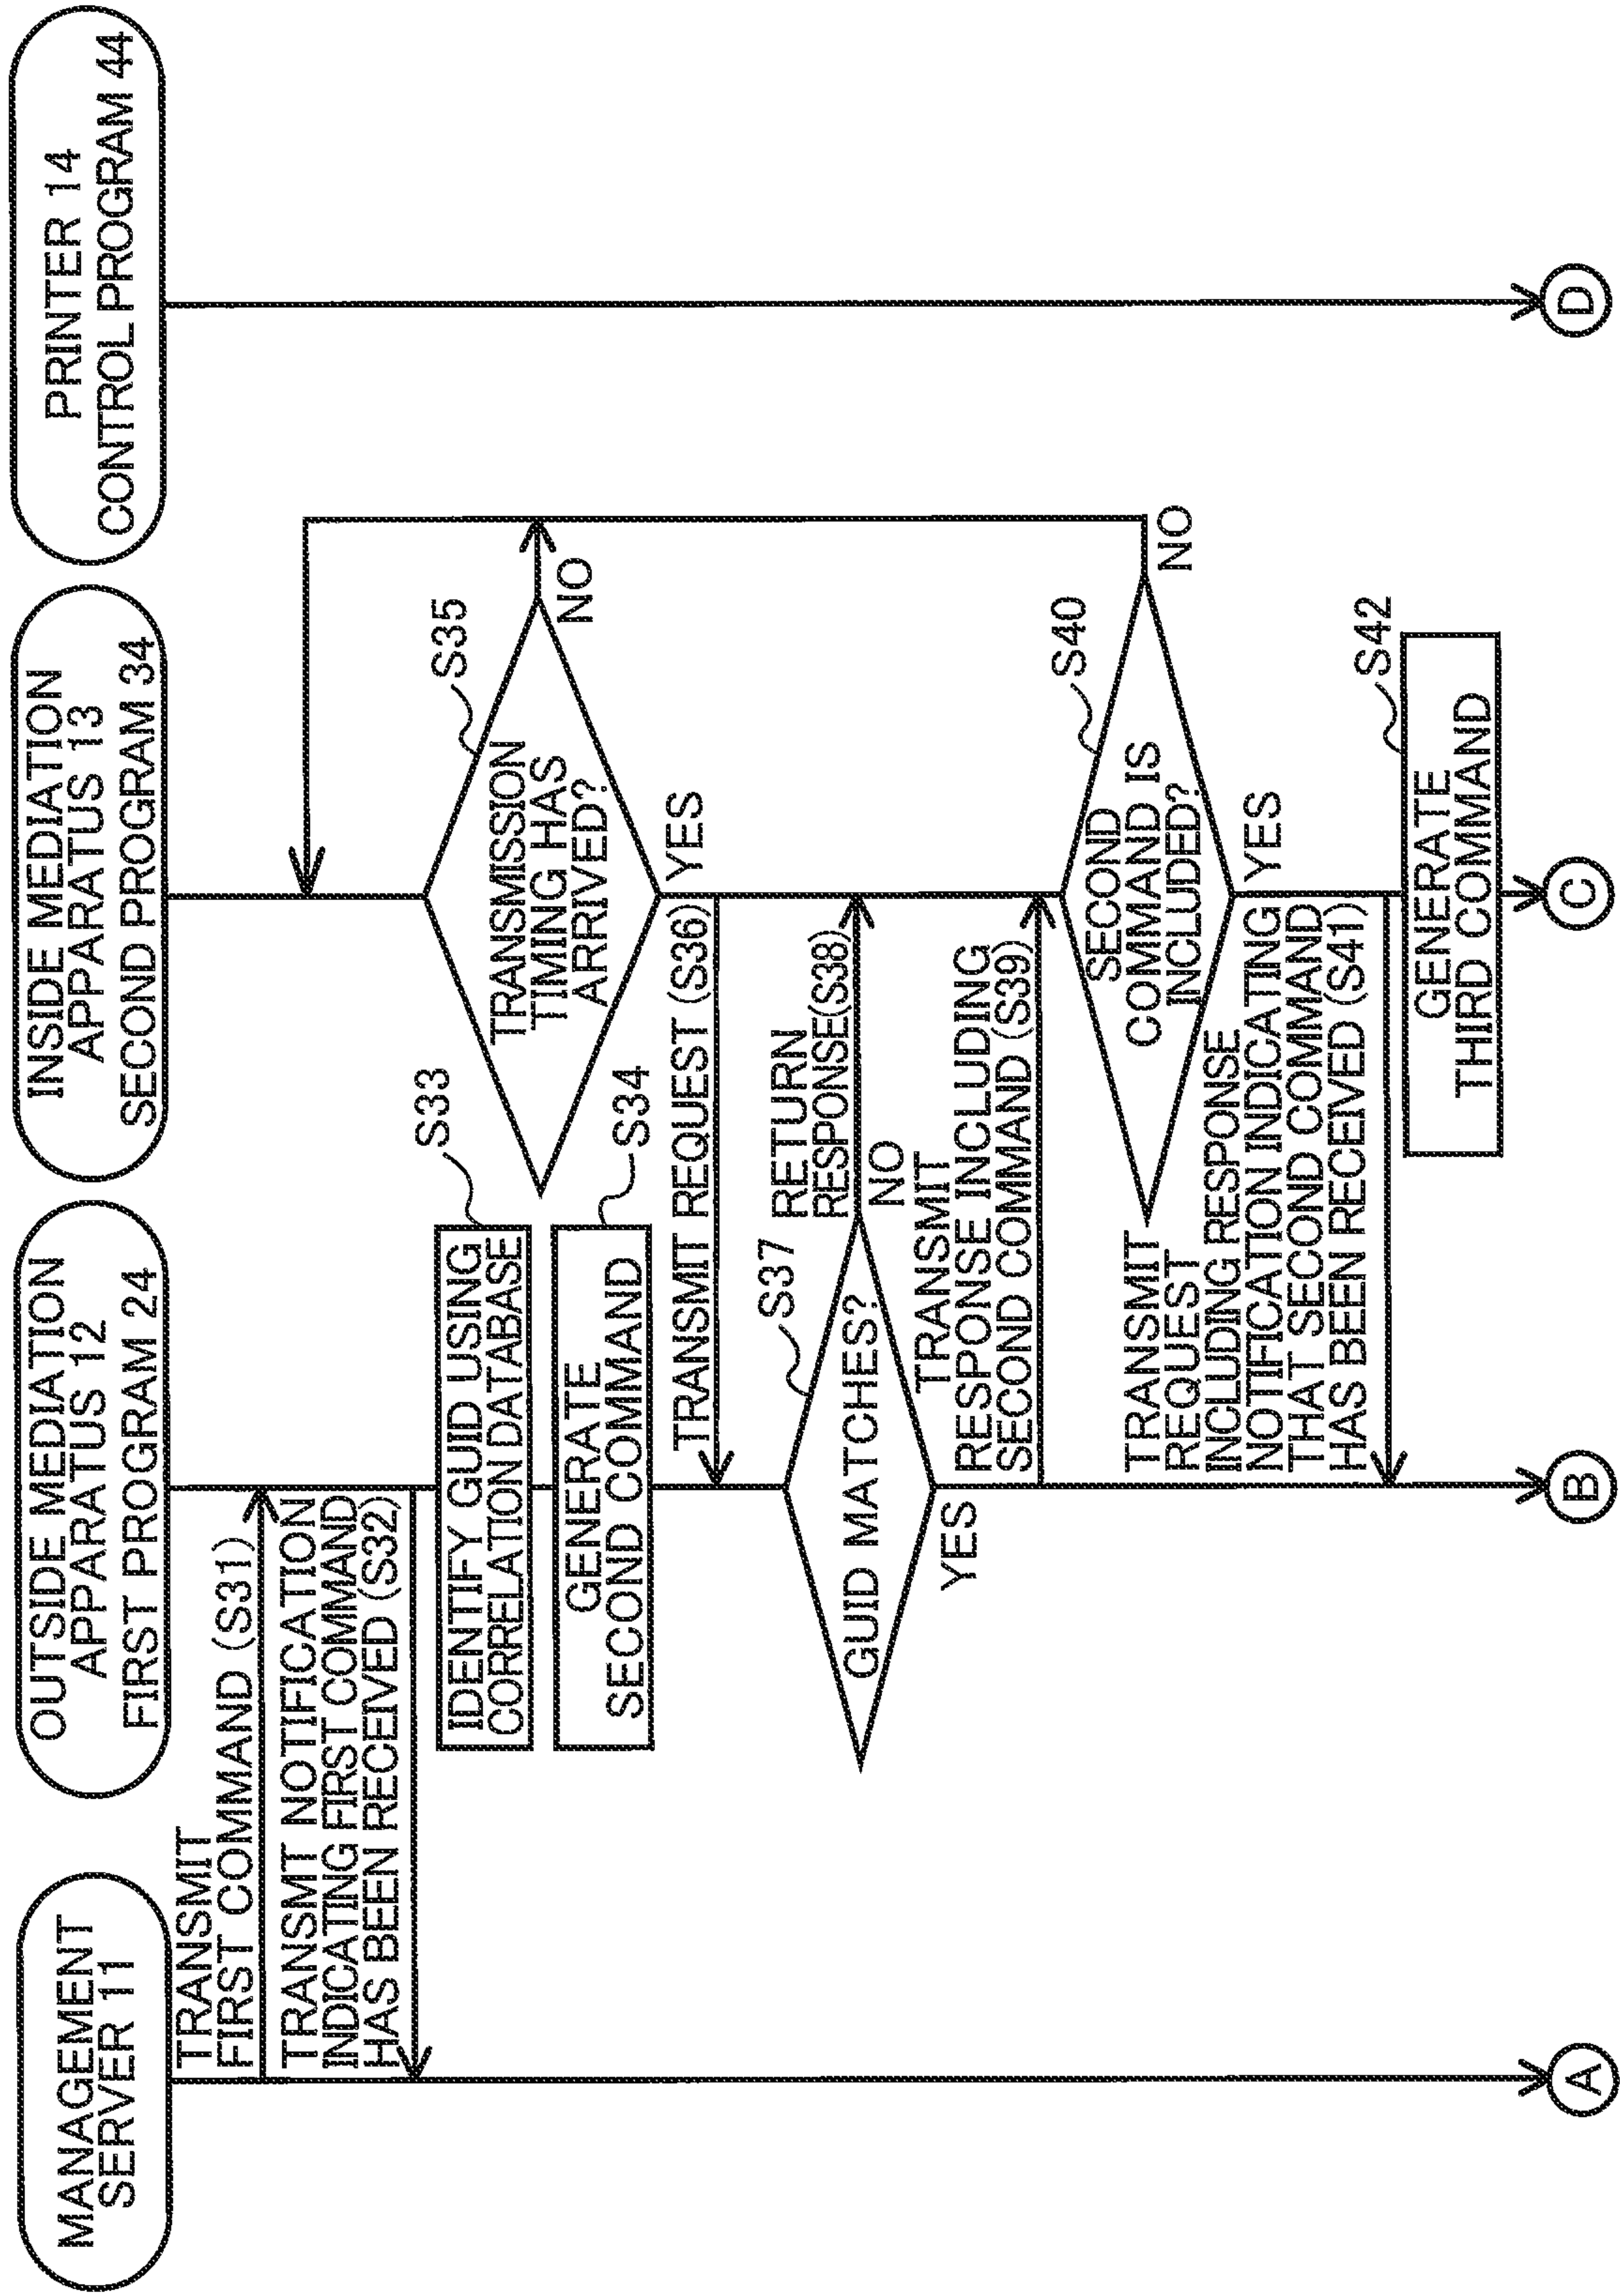 MANAGEMENT
SERVER 11
OUTSIDE MEDIATION
APPARATUS 12
FIRST PROGRAM 24
INSIDE MEDIATION
APPARATUS 13
SECOND PROGRAM 34
PRINTER 14
CONTROL PROGRAM 44
TRANSMIT
FIRST COMMAND (S31)
TRANSMIT NOTIFICATION
INDICATING FIRST COMMAND
HAS BEEN RECEIVED (S32)
S33
IDENTIFY GUID USING
CORRELATION DATABASE
S34
GENERATE
SECOND COMMAND
S35
TRANSMISSION
TIMING HAS
ARRIVED?
NO
YES
TRANSMIT REQUEST (S36)
S37
GUID MATCHES?
RETURN
RESPONSE(S38)
NO
YES
TRANSMIT
RESPONSE INCLUDING
SECOND COMMAND (S39)
S40
SECOND
COMMAND IS
INCLUDED?
NO
YES
TRANSMIT
REQUEST
INCLUDING RESPONSE
NOTIFICATION INDICATING
THAT SECOND COMMAND
HAS BEEN RECEIVED (S41)
S42
GENERATE
THIRD COMMAND
A
B
C
D